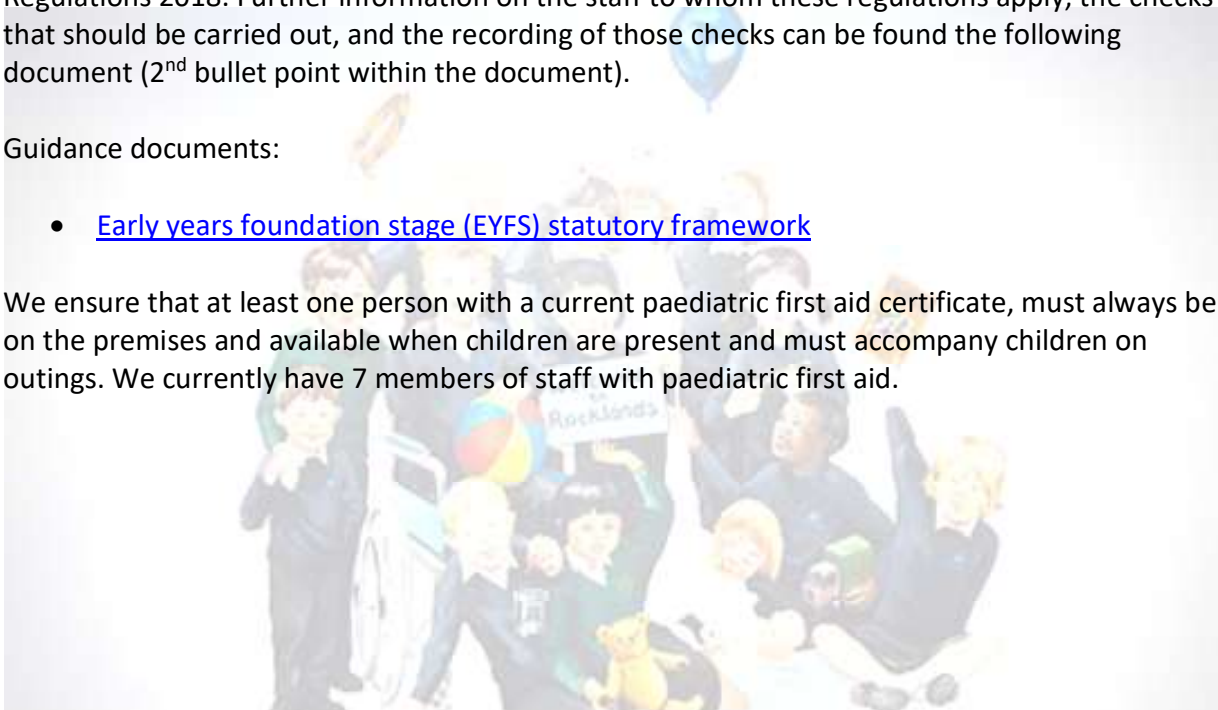 Regulations 2018. Further information on the staff to whom these regulations apply, the checks
that should be carried out, and the recording of those checks can be found the following
document (2nd bullet point within the document).
Guidance documents:
• Early years foundation stage (EYFS) statutory framework
We ensure that at least one person with a current paediatric first aid certificate, must always be
on the premises and available when children are present and must accompany children on
outings. We currently have 7 members of staff with paediatric first aid.
Rocklands